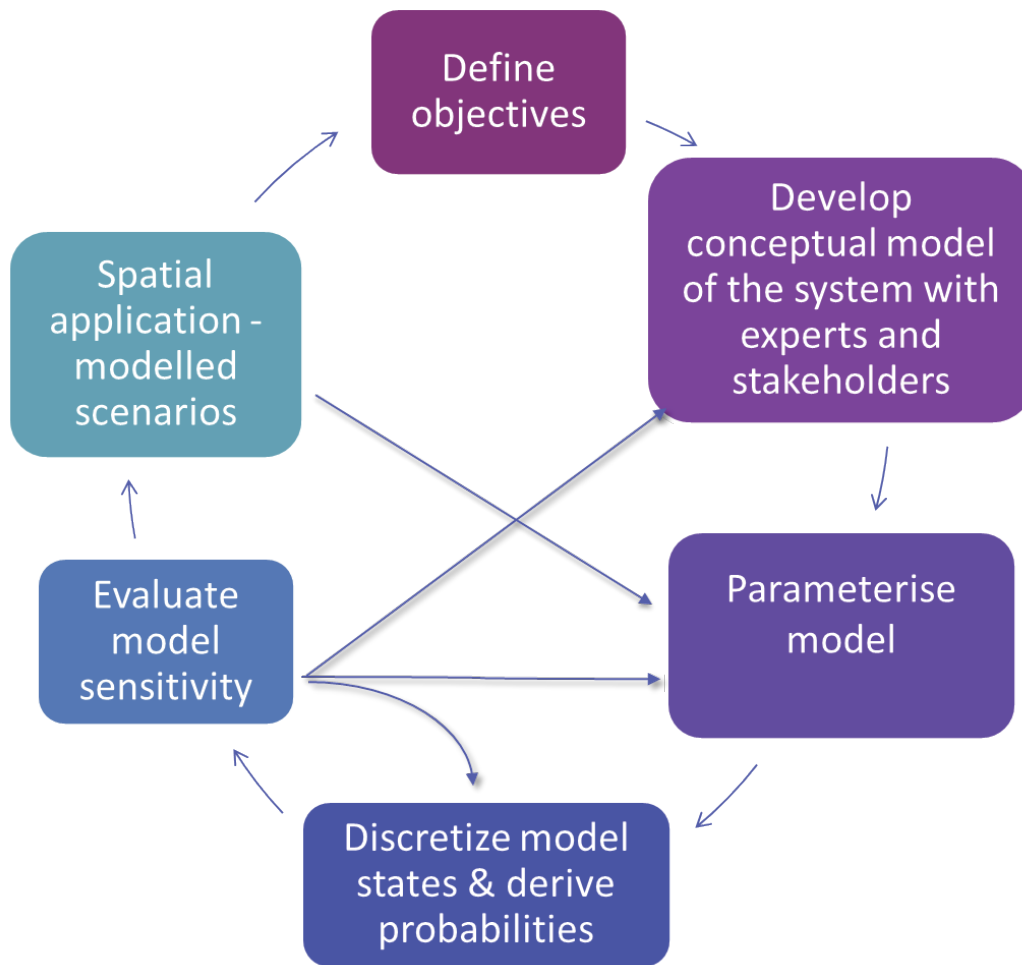 Define
objectives
Develop
conceptual model
of the system with
experts and
stakeholders
Parameterise
model
Discretize model
states & derive
probabilities
Evaluate
model
sensitivity
Spatial
application -
modelled
scenarios